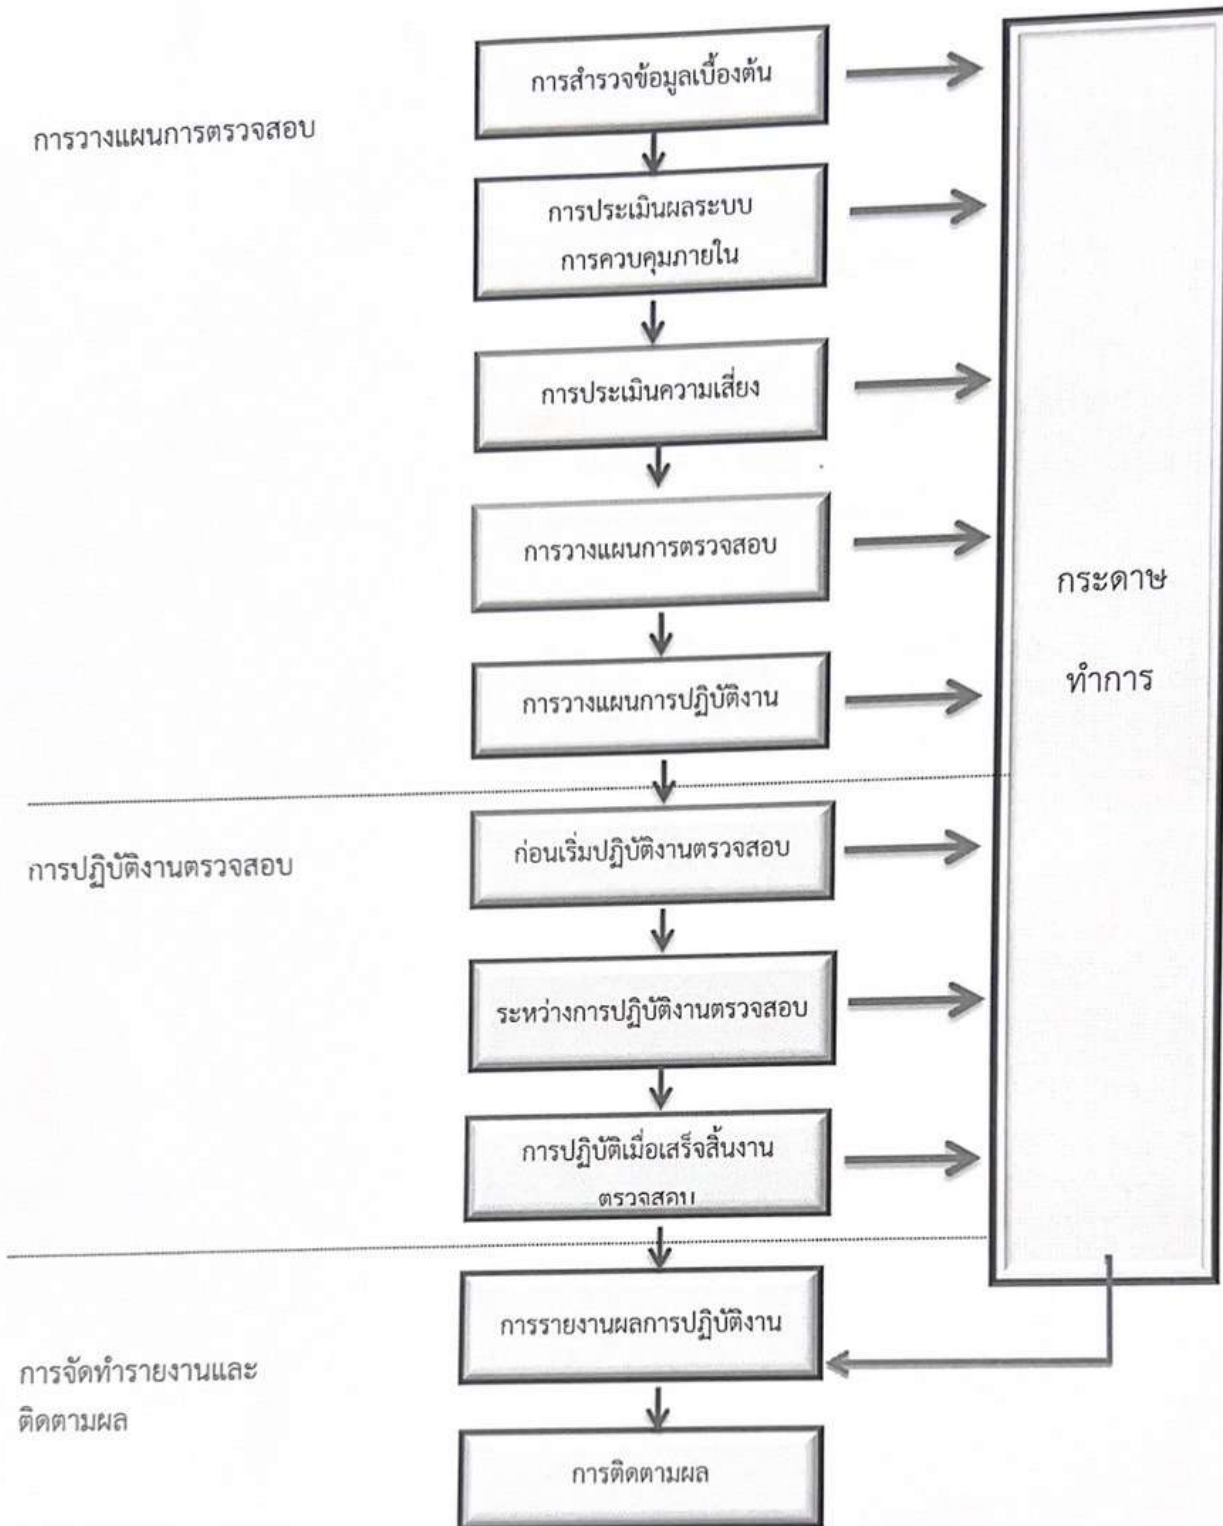 การวางแผนการตรวจสอบ
การสำรวจข้อมูลเบื้องต้น
การประเมินผลระบบ
การควบคุมภายใน
การประเมินความเสี่ยง
การวางแผนการตรวจสอบ
การวางแผนการปฏิบัติงาน
กระดาษ
ทำการ
การปฏิบัติงานตรวจสอบ
ก่อนเริ่มปฏิบัติงานตรวจสอบ
ระหว่างการปฏิบัติงานตรวจสอบ
การปฏิบัติเมื่อเสร็จสิ้นงาน
ตรวจสอบ
การจัดทำรายงานและ
ติดตามผล
การรายงานผลการปฏิบัติงาน
การติดตามผล